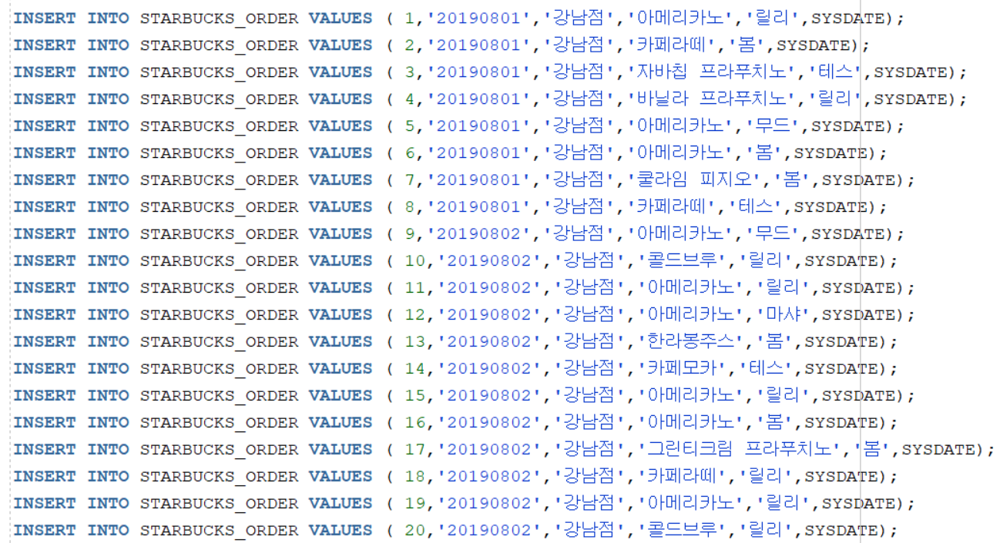 INSERT INTO STARBUCKS_ORDER VALUES ( 1,'20190801','강남점','아메리카노','릴리',SYSDATE);
INSERT INTO STARBUCKS_ORDER VALUES ( 2,'20190801','강남점','카페라떼','봄',SYSDATE);
INSERT INTO STARBUCKS_ORDER VALUES ( 3,'20190801','강남점','자바칩 프라푸치노','테스',SYSDATE);
INSERT INTO STARBUCKS_ORDER VALUES ( 4,'20190801','강남점','바닐라 프라푸치노','릴리',SYSDATE);
INSERT INTO STARBUCKS_ORDER VALUES ( 5,'20190801','강남점','아메리카노','무드',SYSDATE);
INSERT INTO STARBUCKS_ORDER VALUES ( 6,'20190801','강남점','아메리카노','봄',SYSDATE);
INSERT INTO STARBUCKS_ORDER VALUES ( 7,'20190801','강남점','쿨라임 피지오','봄',SYSDATE);
INSERT INTO STARBUCKS_ORDER VALUES ( 8,'20190801','강남점','카페라떼','테스',SYSDATE);
INSERT INTO STARBUCKS_ORDER VALUES ( 9,'20190802','강남점','아메리카노','무드',SYSDATE);
INSERT INTO STARBUCKS_ORDER VALUES ( 10,'20190802','강남점','콜드브루','릴리',SYSDATE);
INSERT INTO STARBUCKS_ORDER VALUES ( 11,'20190802','강남점','아메리카노','릴리',SYSDATE);
INSERT INTO STARBUCKS_ORDER VALUES ( 12,'20190802','강남점','아메리카노','마샤',SYSDATE);
INSERT INTO STARBUCKS_ORDER VALUES ( 13,'20190802','강남점','한라봉주스','봄',SYSDATE);
INSERT INTO STARBUCKS_ORDER VALUES ( 14,'20190802','강남점','카페모카','테스',SYSDATE);
INSERT INTO STARBUCKS_ORDER VALUES ( 15,'20190802','강남점','아메리카노','릴리',SYSDATE);
INSERT INTO STARBUCKS_ORDER VALUES ( 16,'20190802','강남점','아메리카노','봄',SYSDATE);
INSERT INTO STARBUCKS_ORDER VALUES ( 17,'20190802','강남점','그린티크림 프라푸치노','봄',SYSDATE);
INSERT INTO STARBUCKS_ORDER VALUES ( 18,'20190802','강남점','카페라떼','릴리',SYSDATE);
INSERT INTO STARBUCKS_ORDER VALUES ( 19,'20190802','강남점','아메리카노','릴리',SYSDATE);
INSERT INTO STARBUCKS_ORDER VALUES ( 20,'20190802','강남점','콜드브루','릴리',SYSDATE);